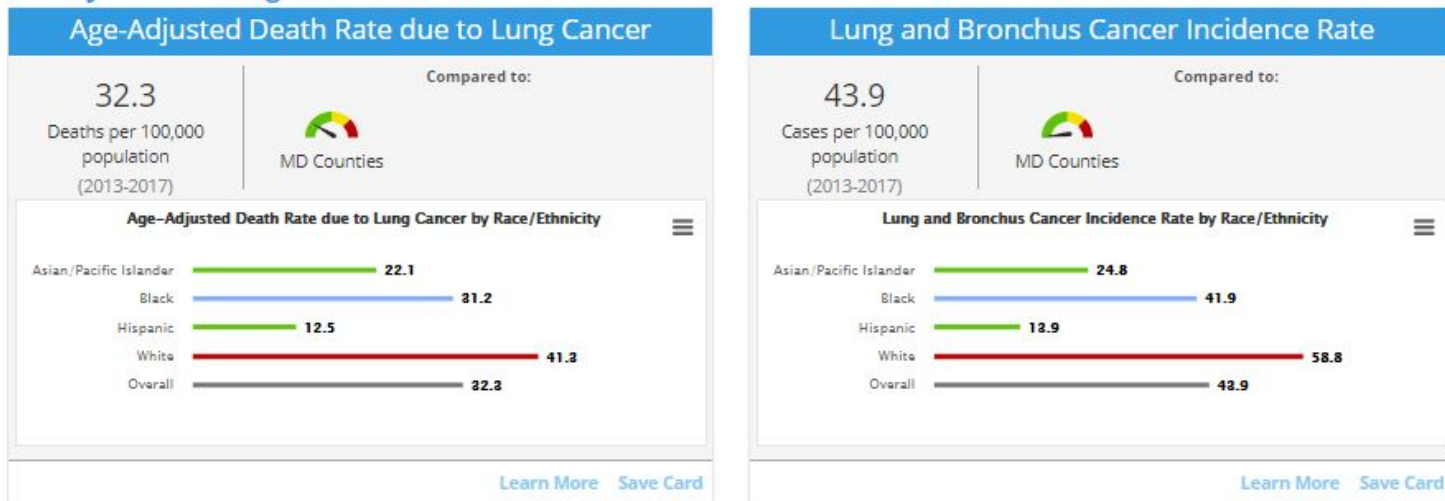 Age-Adjusted Death Rate due to Lung Cancer
32.3
Deaths per 100,000
population
(2013-2017)
Compared to:
MD Counties
Age-Adjusted Death Rate due to Lung Cancer by Race/Ethnicity
Asian/Pacific Islander 22.1
Black 31.2
Hispanic 12.5
White 41.3
Overall 32.3
Learn More Save Card
Lung and Bronchus Cancer Incidence Rate
43.9
Cases per 100,000
population
(2013-2017)
Compared to:
MD Counties
Lung and Bronchus Cancer Incidence Rate by Race/Ethnicity
Asian/Pacific Islander 24.8
Black 41.9
Hispanic 13.9
White 58.8
Overall 43.9
Learn More Save Card